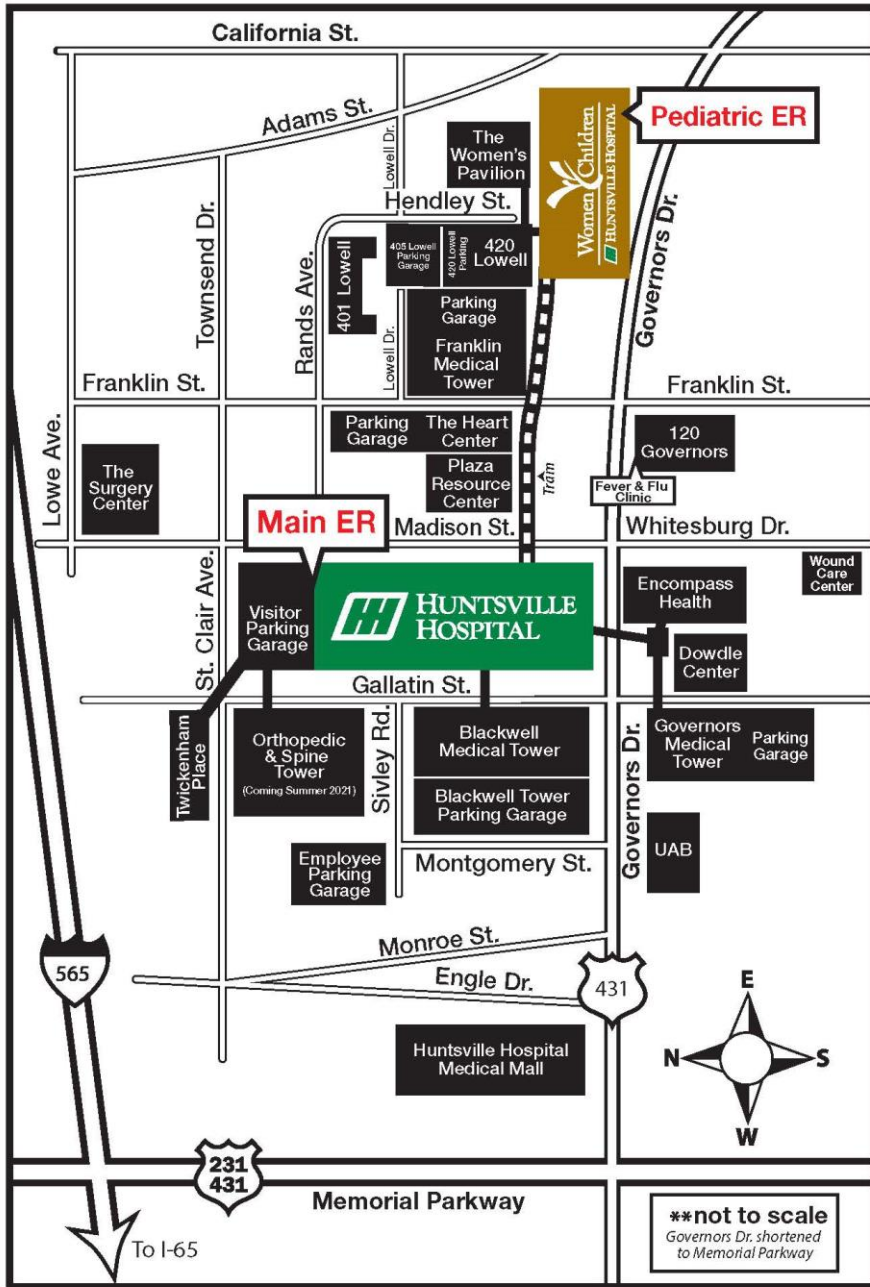 California St.
Adams St.
Lowell Dr.
The
Women's
Pavilion
Women & Children
HUNTSVILLE HOSPITAL
Pediatric ER
Hendley St.
Townsend Dr.
Rands Ave.
401 Lowell
405 Lowell
Parking
Garage
420 Lowell
Parking
420
Lowell
Governors Dr.
Parking
Garage
Franklin
Medical
Tower
Lowell Dr.
Franklin St.
Franklin St.
Lowe Ave.
The
Surgery
Center
Parking
Garage
The Heart
Center
Plaza
Resource
Center
Train
120
Governors
Fever & Flu
Clinic
Main ER
Madison St.
Whitesburg Dr.
St. Clair Ave.
Visitor
Parking
Garage
HUNTSVILLE
HOSPITAL
Encompass
Health
Wound
Care
Center
Dowdle
Center
Gallatin St.
Twickenham
Place
Orthopedic
& Spine
Tower
(Coming Summer 2021)
Sivley Rd.
Blackwell
Medical Tower
Blackwell Tower
Parking Garage
Governors Dr.
Governors
Medical
Tower
Parking
Garage
Employee
Parking
Garage
Montgomery St.
UAB
Monroe St.
Engle Dr.
565
431
Huntsville Hospital
Medical Mall
E
N
S
W
231
431
Memorial Parkway
To I-65
**not to scale
Governors Dr. shortened
to Memorial Parkway